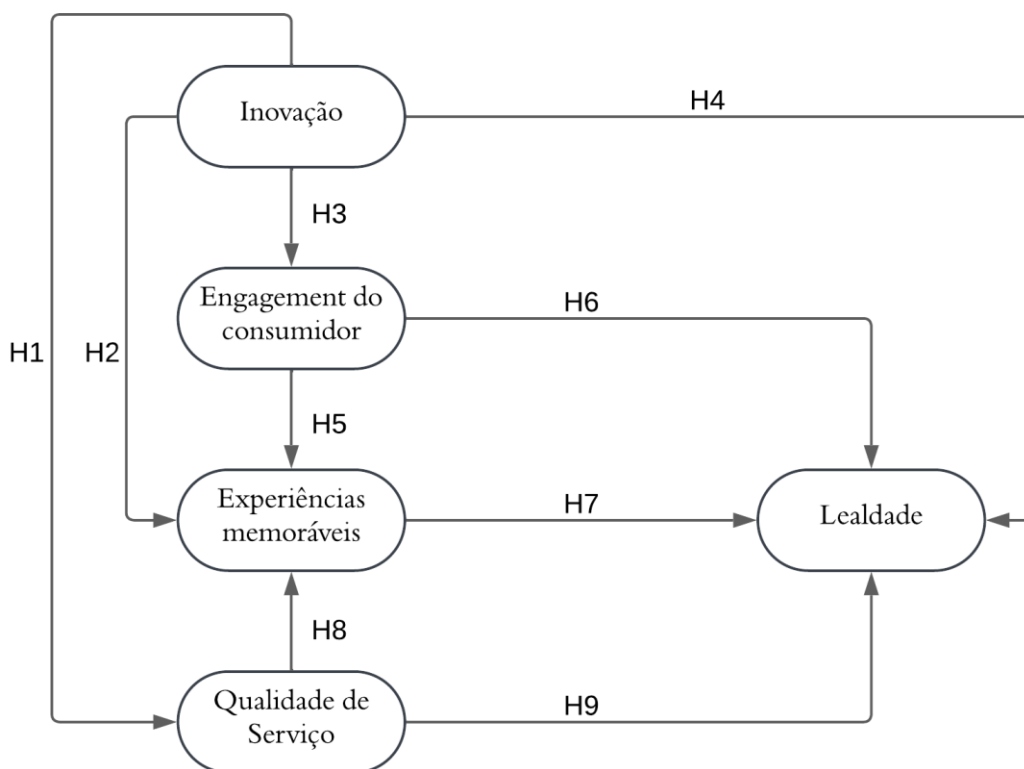 H4
Inovação
H3
Engagement do
consumidor
H6
H1
H2
H5
Experiências
memoráveis
H7
Lealdade
H8
Qualidade de
Serviço
H9